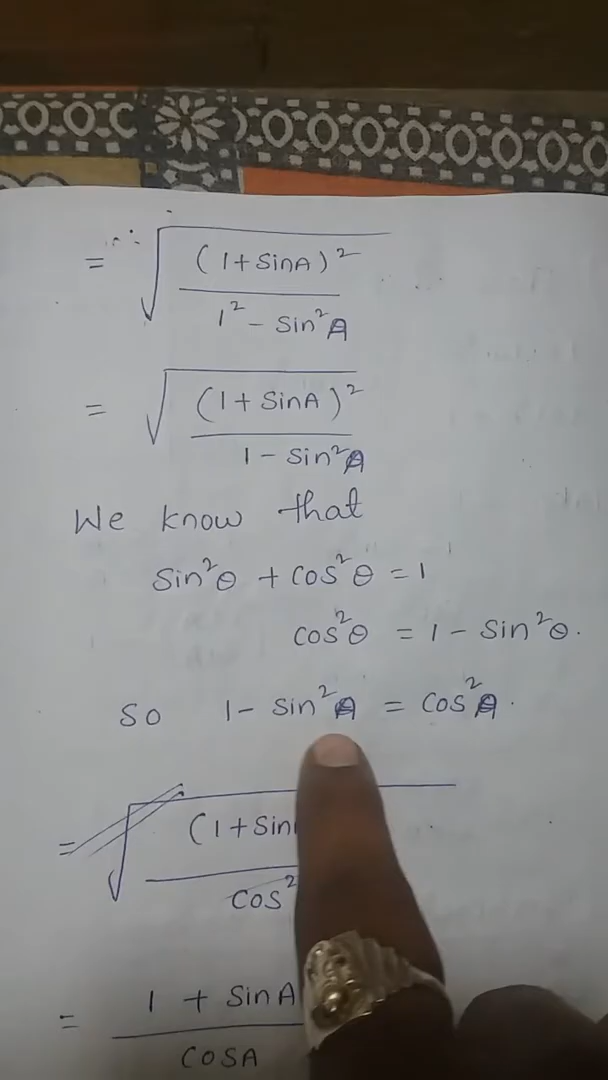 = √((1+sinA)² / (1² - sin²A))
= √((1+sinA)² / (1 - sin²A))
We know that
sin²θ + cos²θ = 1
cos²θ = 1 - sin²θ.
So 1 - sin²A = cos²A.
= √((1+sin / cos²
= (1 + sinA) / cosA